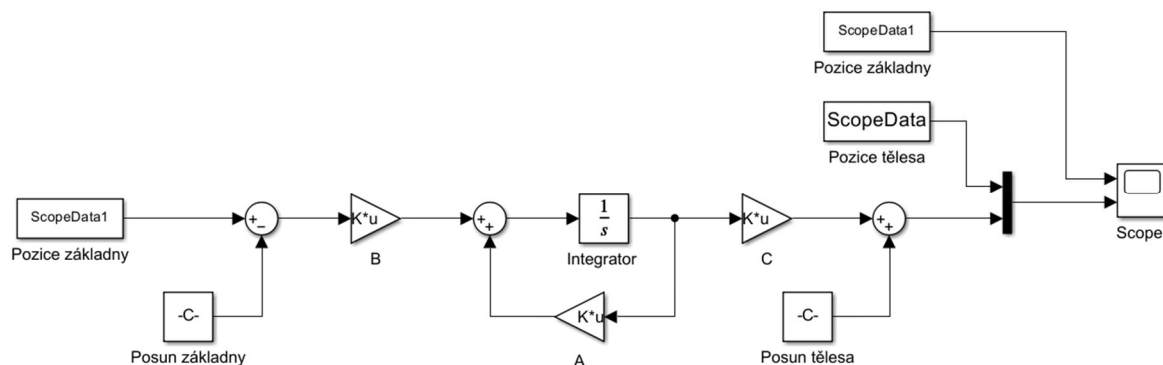 ScopeData1
Pozice základny
ScopeData
Pozice tělesa
ScopeData1
Pozice základny
+
−
K*u
B
+
+
1
s
Integrator
K*u
C
+
+
Scope
-C-
Posun základny
K*u
A
-C-
Posun tělesa